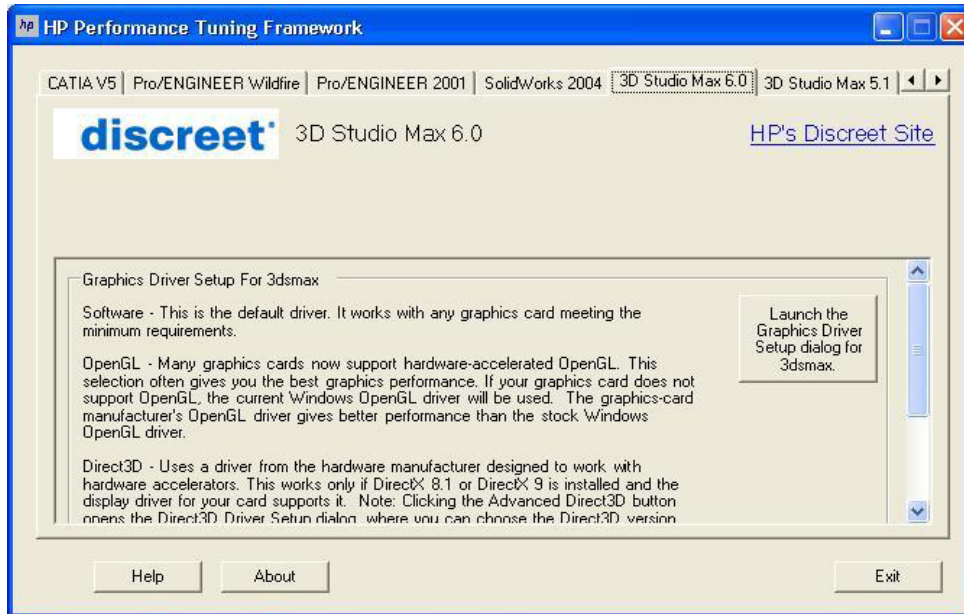 hp HP Performance Tuning Framework
CATIA V5 Pro/ENGINEER Wildfire Pro/ENGINEER 2001 SolidWorks 2004 3D Studio Max 6.0 3D Studio Max 5.1
discreet 3D Studio Max 6.0 HP's Discreet Site
Graphics Driver Setup For 3dsmax
Software - This is the default driver. It works with any graphics card meeting the
minimum requirements.
OpenGL - Many graphics cards now support hardware-accelerated OpenGL. This
selection often gives you the best graphics performance. If your graphics card does not
support OpenGL, the current Windows OpenGL driver will be used.  The graphics-card
manufacturer's OpenGL driver gives better performance than the stock Windows
OpenGL driver.
Direct3D - Uses a driver from the hardware manufacturer designed to work with
hardware accelerators. This works only if DirectX 8.1 or DirectX 9 is installed and the
display driver for your card supports it.  Note: Clicking the Advanced Direct3D button
opens the Direct3D Driver Setup dialog, where you can choose the Direct3D version
Launch the
Graphics Driver
Setup dialog for
3dsmax.
Help About Exit